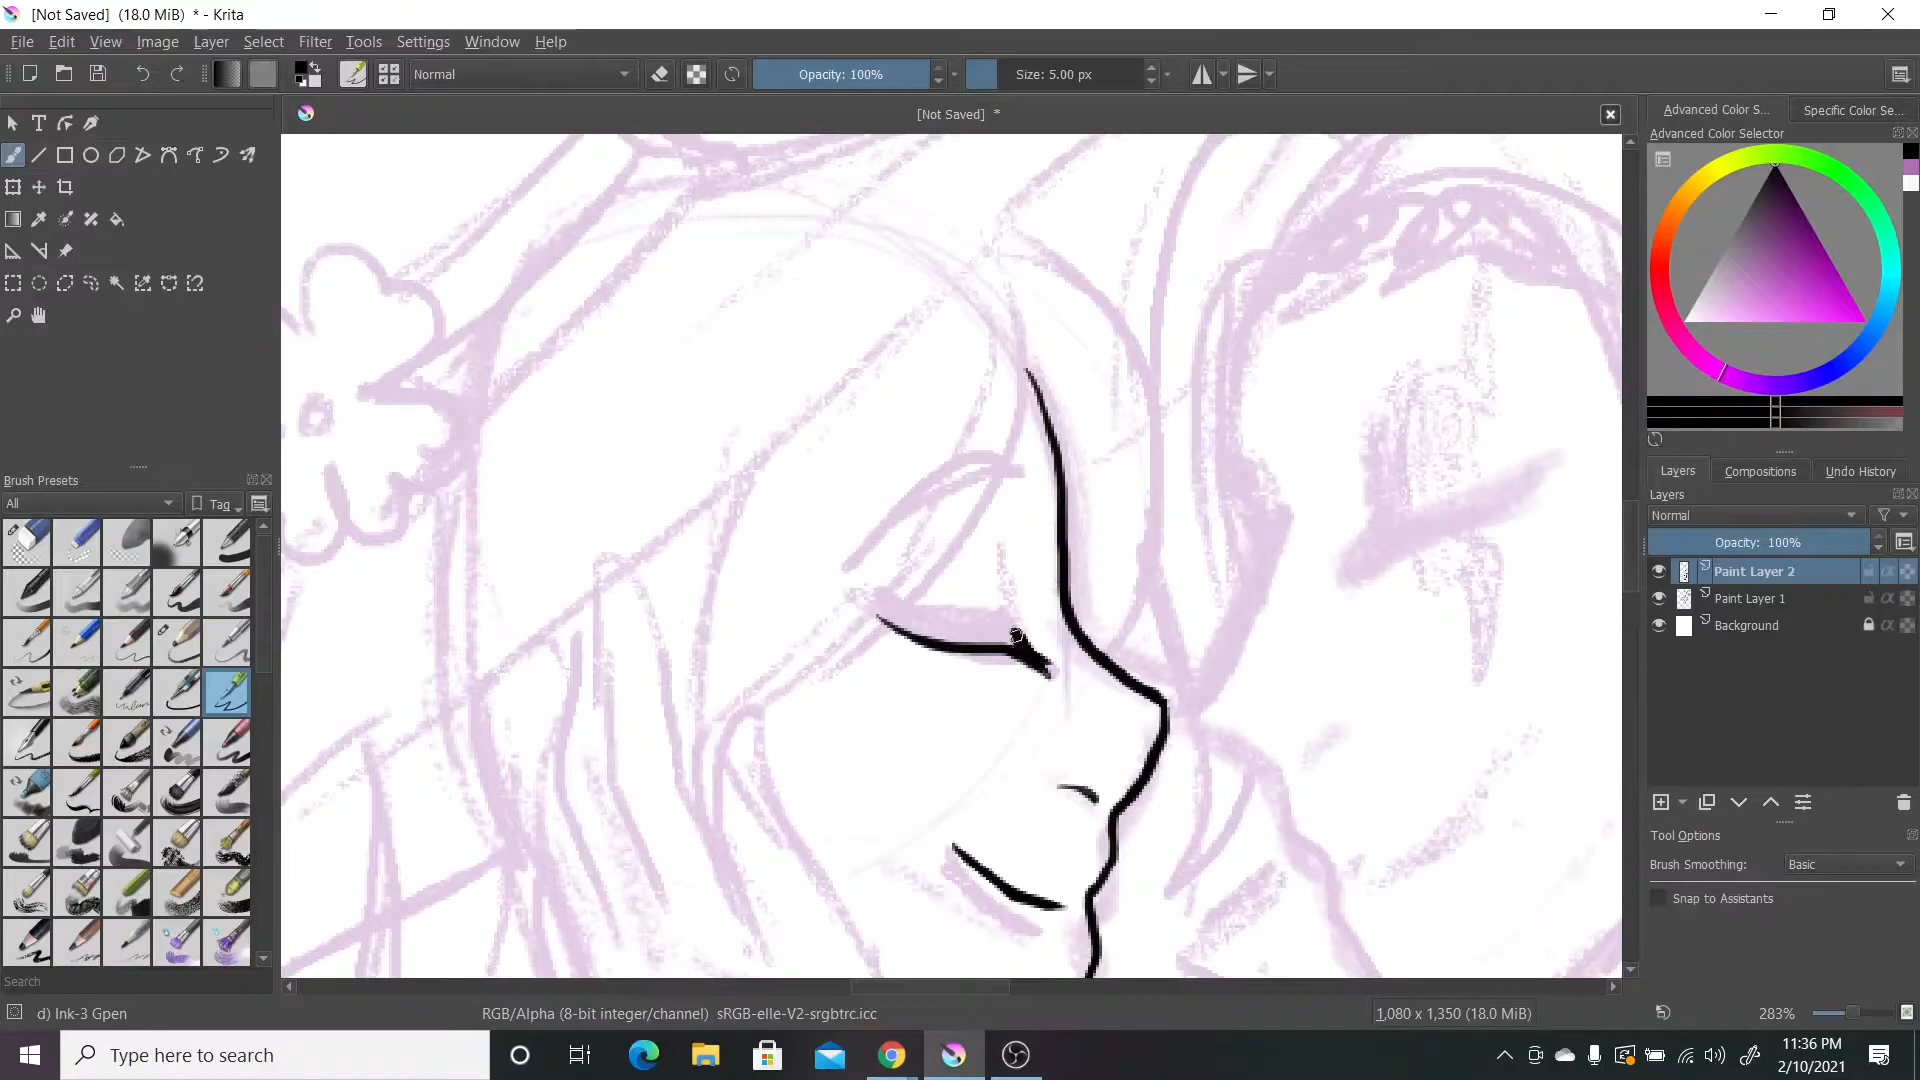 [Not Saved]  (18.0 MiB)  * - Krita
File Edit View Image Layer Select Filter Tools Settings Window Help
Normal Opacity: 100% Size: 5.00 px
[Not Saved]  *
Advanced Color S... Specific Color Se...
Advanced Color Selector
Brush Presets
All Tag
Layers Compositions Undo History
Layers
Normal
Opacity:  100%
Paint Layer 2
Paint Layer 1
Background
Tool Options
Brush Smoothing: Basic
Snap to Assistants
Search
d) Ink-3 Gpen RGB/Alpha (8-bit integer/channel)  sRGB-elle-V2-srgbtrc.icc 1,080 x 1,350 (18.0 MiB) 283%
Type here to search
11:36 PM
2/10/2021